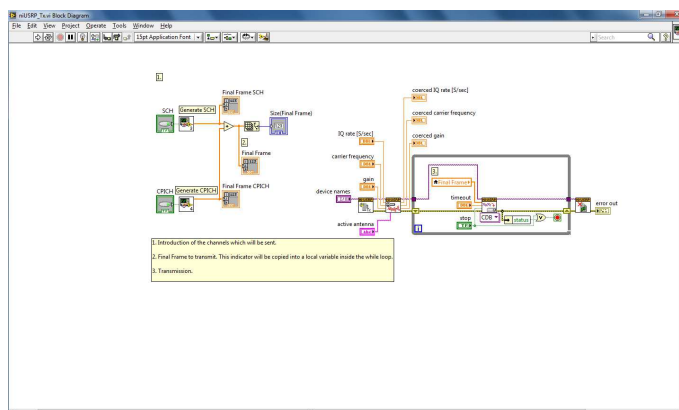 niUSRP_Tx.vi Block Diagram
File Edit View Project Operate Tools Window Help
15pt Application Font
Search
1.
Final Frame SCH
SCH
Generate SCH
Size(Final Frame)
2.
Final Frame
Final Frame CPICH
CPICH
Generate CPICH
coerced IQ rate [S/sec]
coerced carrier frequency
coerced gain
IQ rate [S/sec]
carrier frequency
gain
device names
active antenna
3.
Final Frame
timeout
stop
CDB
status
error out
i
1. Introduction of the channels which will be sent.
2. Final Frame to transmit. This indicator will be copied into a local variable inside the while loop.
3. Transmission.